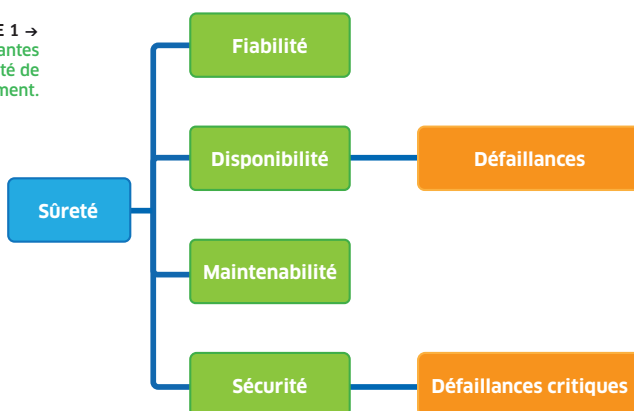 E 1 →
antes
té de
ment.
Fiabilité
Disponibilité
Défaillances
Sûreté
Maintenabilité
Sécurité
Défaillances critiques